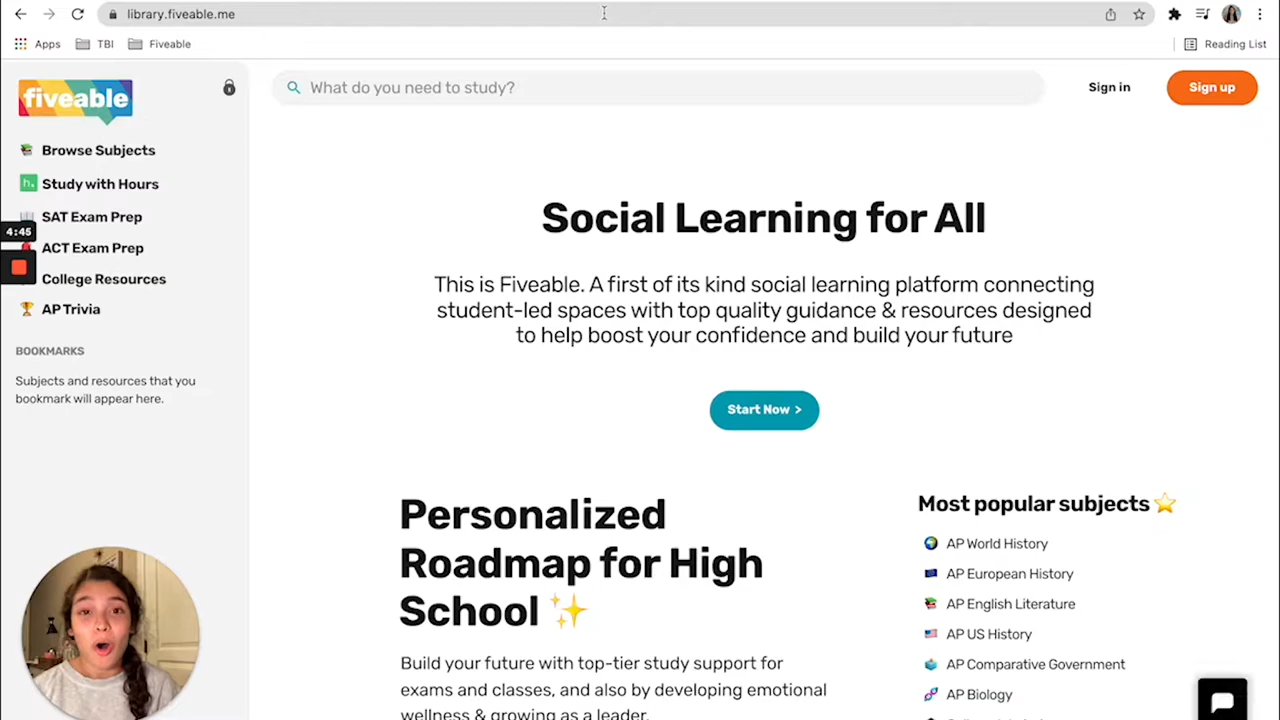 library.fiveable.me
Apps
TBI
Fiveable
Reading List
fiveable
What do you need to study?
Sign in
Sign up
Browse Subjects
h.
Study with Hours
SAT Exam Prep
4:45
ACT Exam Prep
College Resources
AP Trivia
BOOKMARKS
Subjects and resources that you
bookmark will appear here.
Social Learning for All
This is Fiveable. A first of its kind social learning platform connecting
student-led spaces with top quality guidance & resources designed
to help boost your confidence and build your future
Start Now >
Personalized
Roadmap for High
School ✨
Build your future with top-tier study support for
exams and classes, and also by developing emotional
wellness & growing as a leader.
Most popular subjects ⭐
AP World History
AP European History
AP English Literature
AP US History
AP Comparative Government
AP Biology